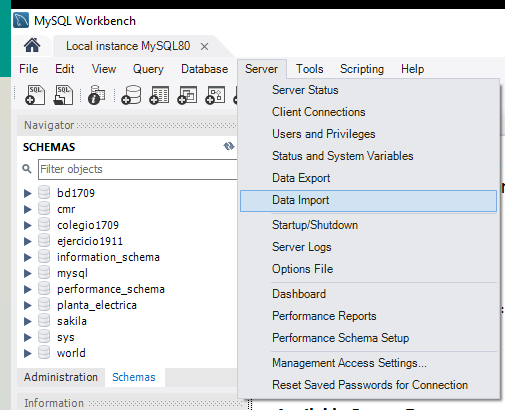 MySQL Workbench
Local instance MySQL80
File Edit View Query Database Server Tools Scripting Help
Server Status
Client Connections
Users and Privileges
Status and System Variables
Data Export
Data Import
Startup/Shutdown
Server Logs
Options File
Dashboard
Performance Reports
Performance Schema Setup
Management Access Settings...
Reset Saved Passwords for Connection
SQL SQL
Navigator
SCHEMAS
Filter objects
bd1709
cmr
colegio1709
ejercicio1911
information_schema
mysql
performance_schema
planta_electrica
sakila
sys
world
Administration Schemas
Information